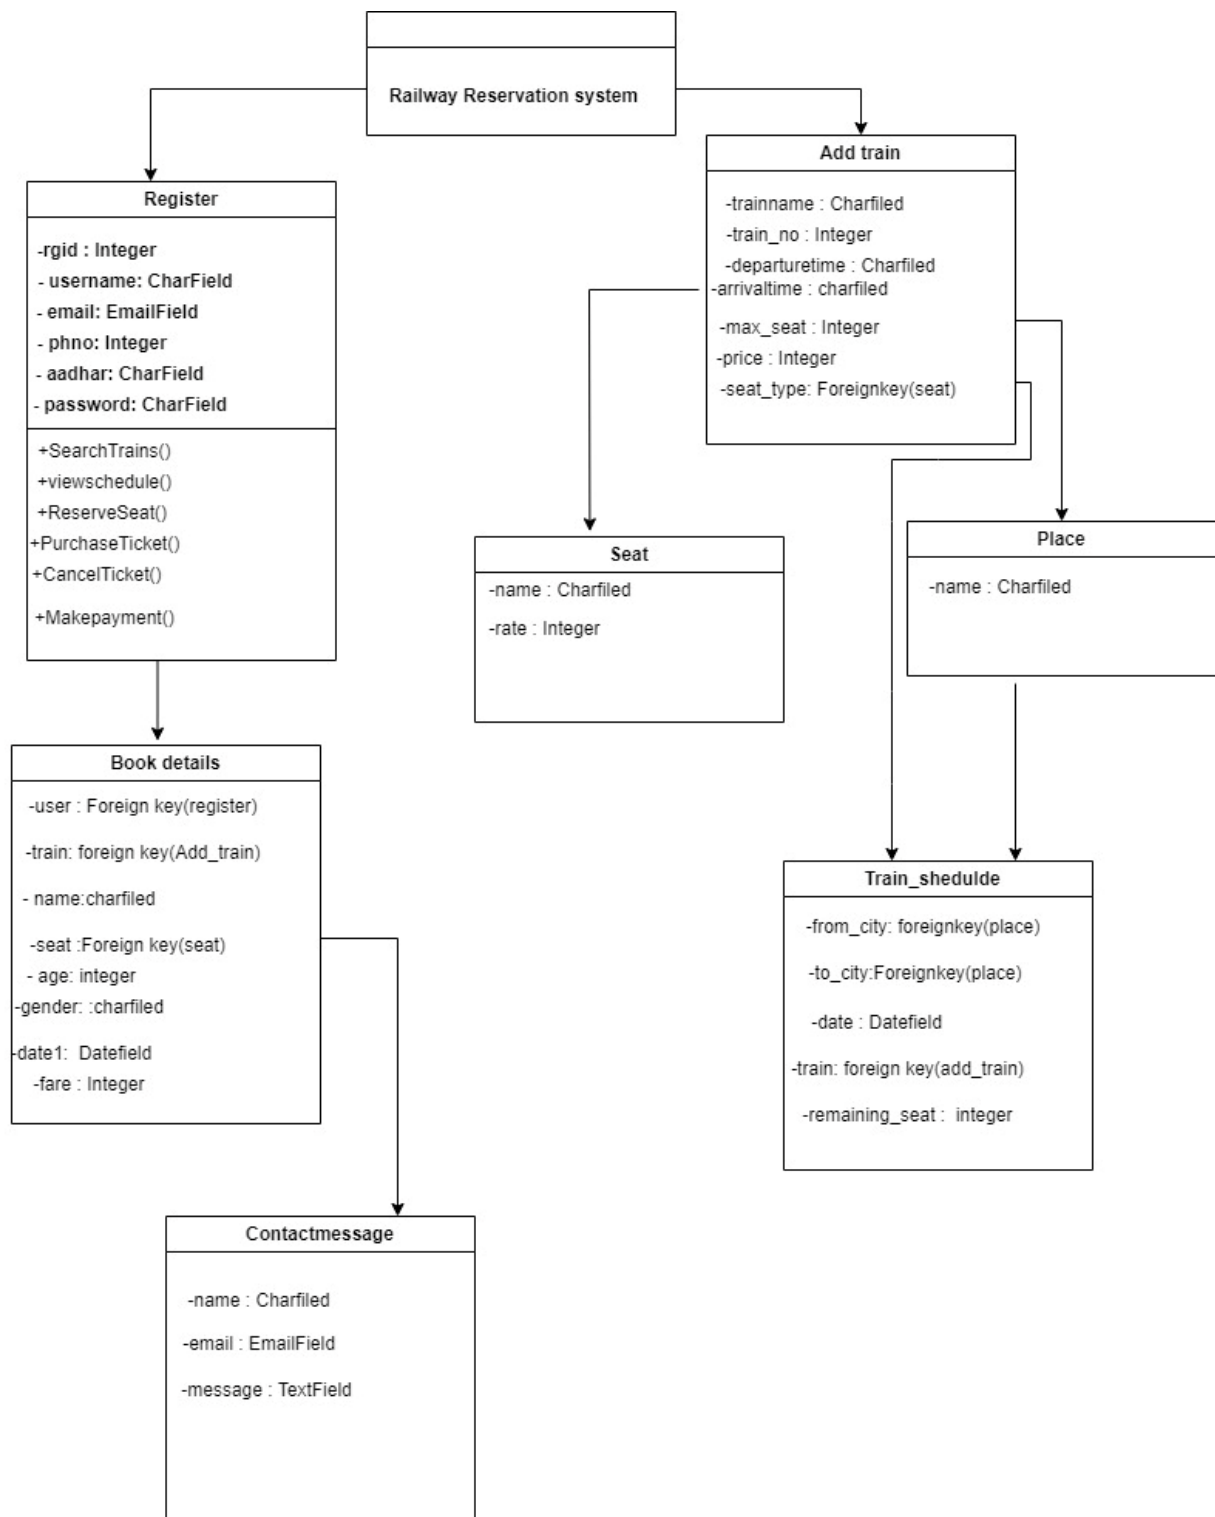 Railway Reservation system
Register
-rgid : Integer
- username: CharField
- email: EmailField
- phno: Integer
- aadhar: CharField
- password: CharField
+SearchTrains()
+viewschedule()
+ReserveSeat()
+PurchaseTicket()
+CancelTicket()
+Makepayment()
Add train
-trainname : Charfiled
-train_no : Integer
-departuretime : Charfiled
-arrivaltime : charfiled
-max_seat : Integer
-price : Integer
-seat_type: Foreignkey(seat)
Seat
-name : Charfiled
-rate : Integer
Place
-name : Charfiled
Book details
-user : Foreign key(register)
-train: foreign key(Add_train)
- name:charfiled
-seat :Foreign key(seat)
- age: integer
-gender: :charfiled
-date1:  Datefield
-fare : Integer
Train_shedulde
-from_city: foreignkey(place)
-to_city:Foreignkey(place)
-date : Datefield
-train: foreign key(add_train)
-remaining_seat :  integer
Contactmessage
-name : Charfiled
-email : EmailField
-message : TextField